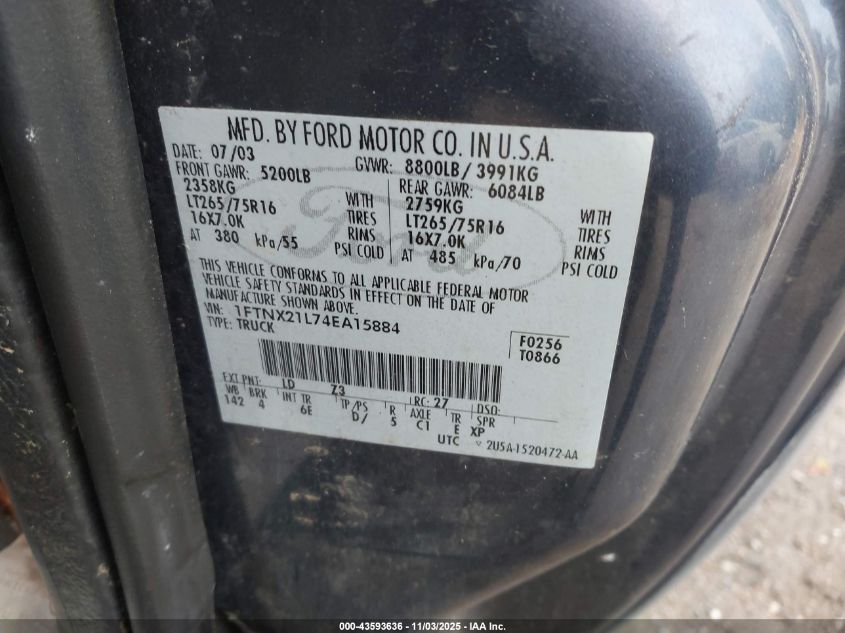 MFD. BY FORD MOTOR CO. IN U.S.A.
DATE: 07/03 GVWR: 8800LB/ 3991KG
FRONT GAWR: 5200LB REAR GAWR: 6084LB
2358KG WITH 2759KG WITH
LT265/75R16 TIRES LT265/75R16 TIRES
16X7.0K RIMS 16X7.0K RIMS
AT 380 kPa/55 PSI COLD AT 485 kPa/70 PSI COLD
Ford
THIS VEHICLE CONFORMS TO ALL APPLICABLE FEDERAL MOTOR
VEHICLE SAFETY STANDARDS IN EFFECT ON THE DATE OF
MANUFACTURE SHOWN ABOVE.
VIN: 1FTNX21L74EA15884
TYPE: TRUCK
F0256
T0866
EXT PNT: LD Z3 RC: 27 DSO:
WB BRK INT TR TP/PS R AXLE TR SPR
142 4 6E D/ 5 C1 E XP
UTC ▽ 2U5A-1520472-AA
000-43593636 - 11/03/2025 - IAA Inc.